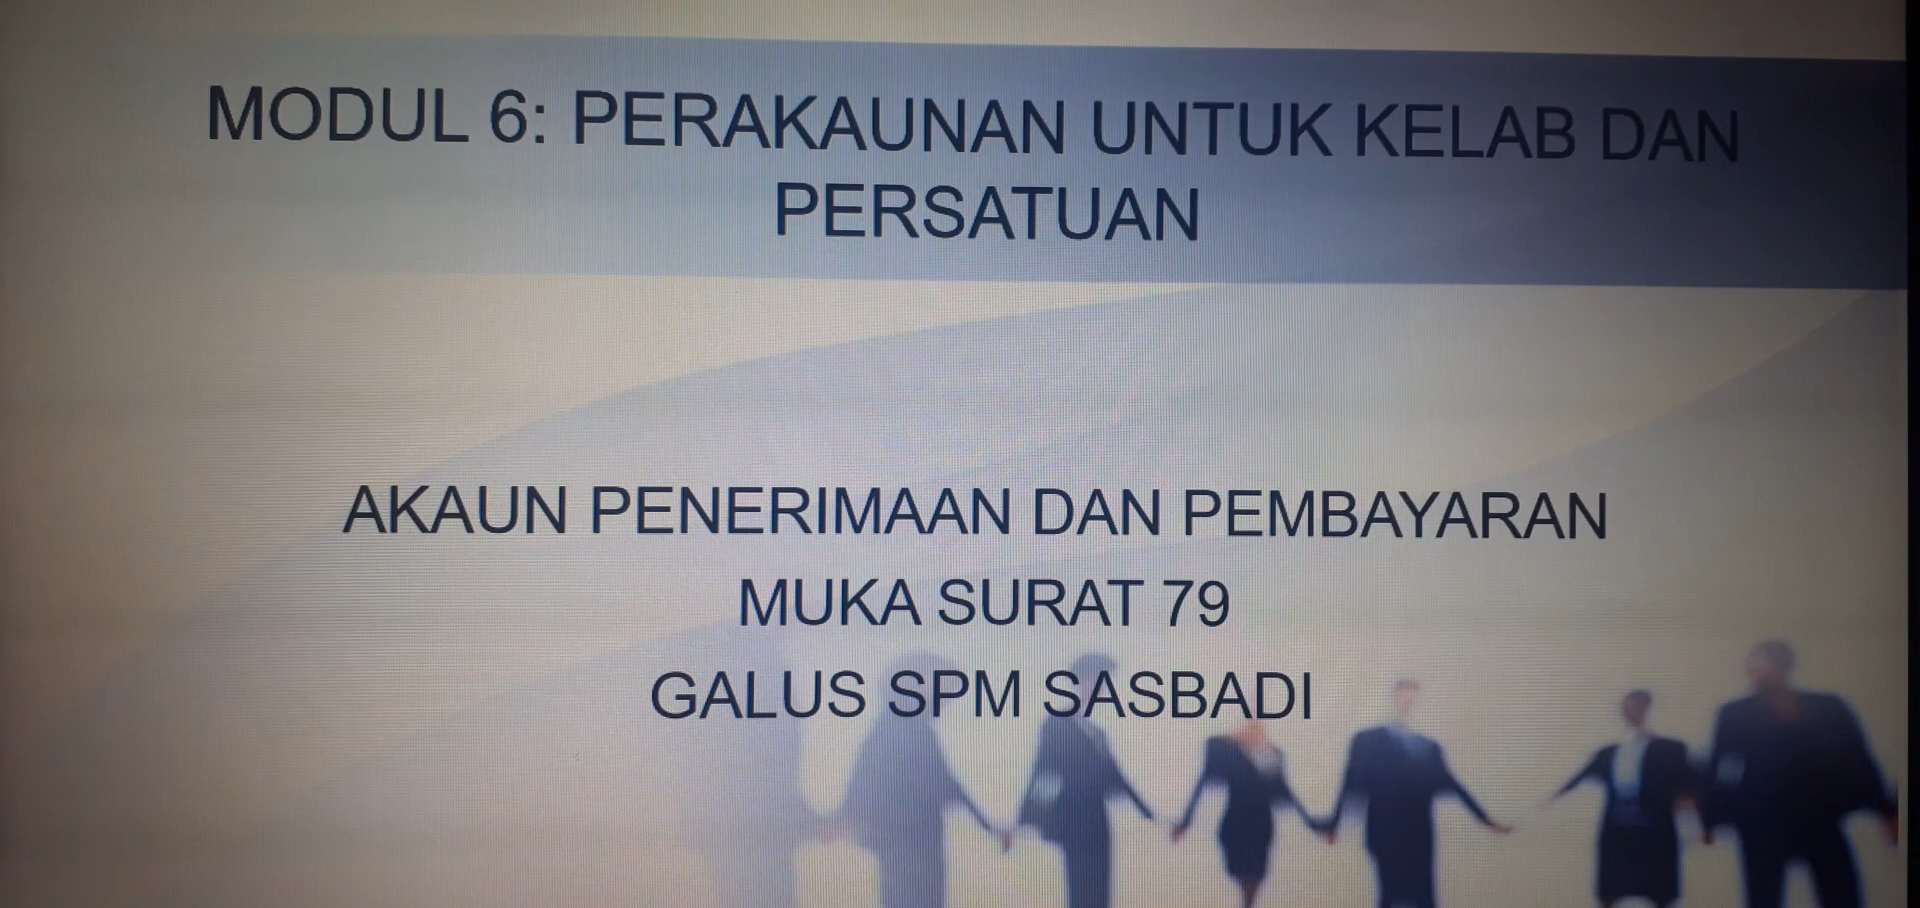 MODUL 6: PERAKAUNAN UNTUK KELAB DAN
PERSATUAN
AKAUN PENERIMAAN DAN PEMBAYARAN
MUKA SURAT 79
GALUS SPM SASBADI